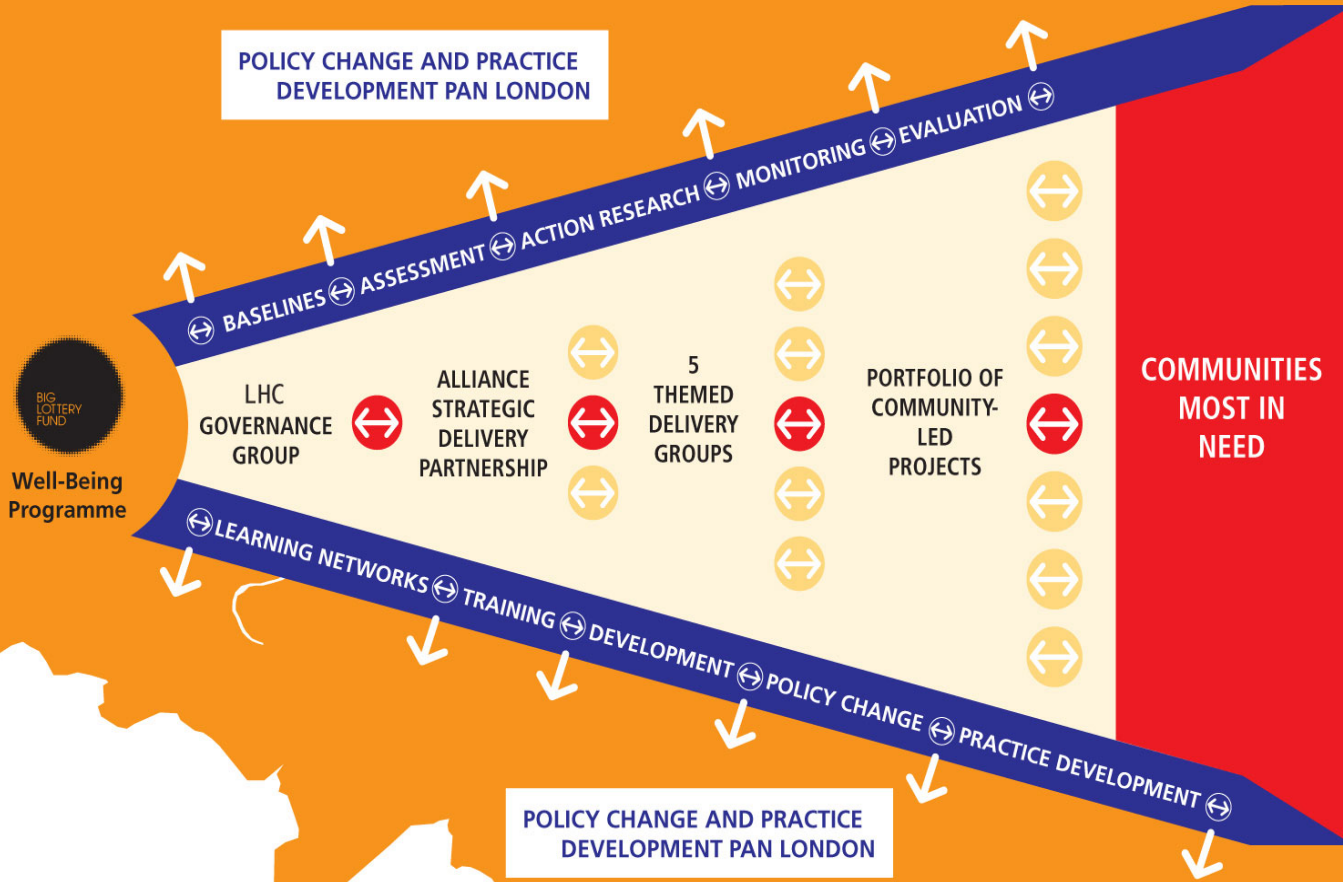 POLICY CHANGE AND PRACTICE
DEVELOPMENT PAN LONDON
BASELINES ASSESSMENT ACTION RESEARCH MONITORING EVALUATION
BIG
LOTTERY
FUND
Well-Being
Programme
LHC
GOVERNANCE
GROUP
ALLIANCE
STRATEGIC
DELIVERY
PARTNERSHIP
5
THEMED
DELIVERY
GROUPS
PORTFOLIO OF
COMMUNITY-
LED
PROJECTS
COMMUNITIES
MOST IN
NEED
LEARNING NETWORKS TRAINING DEVELOPMENT POLICY CHANGE PRACTICE DEVELOPMENT
POLICY CHANGE AND PRACTICE
DEVELOPMENT PAN LONDON